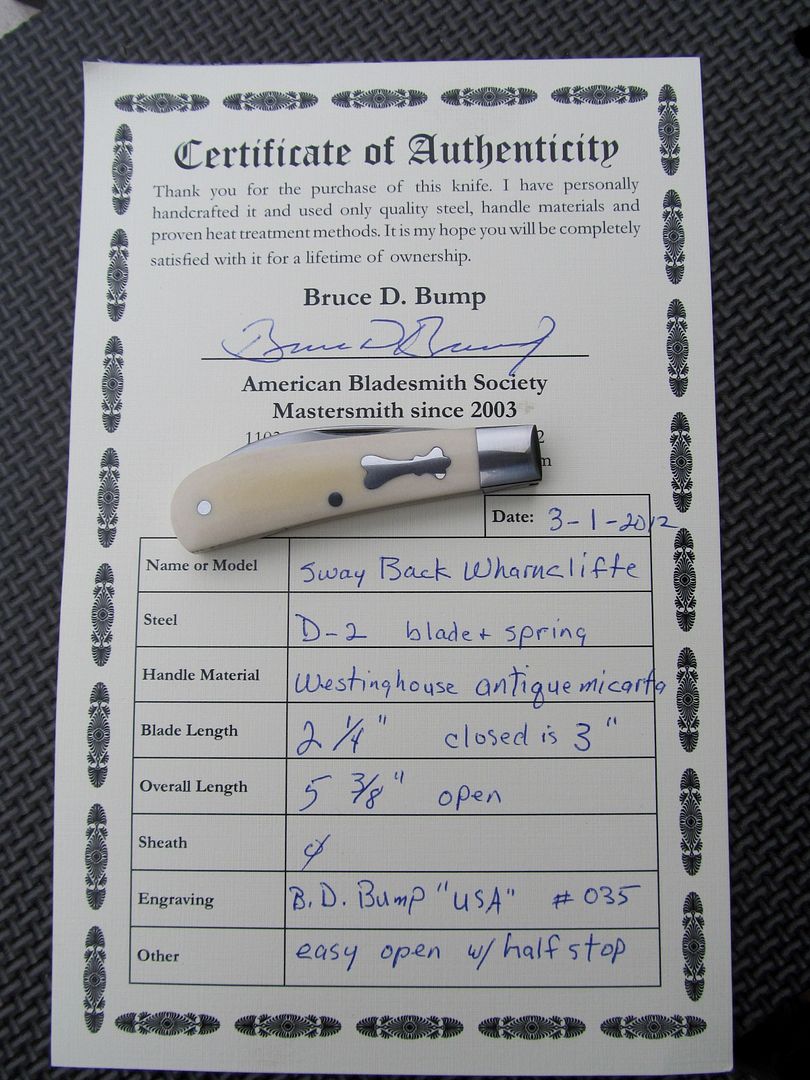 Certificate of Authenticity
Thank you for the purchase of this knife. I have personally
handcrafted it and used only quality steel, handle materials and
proven heat treatment methods. It is my hope you will be completely
satisfied with it for a lifetime of ownership.
Bruce D. Bump
Bruce D. Bump
American Bladesmith Society
Mastersmith since 2003
Date: 3-1-2012
Name or Model Sway Back Wharncliffe
Steel D-2 blade + spring
Handle Material Westinghouse antique micarta
Blade Length 2 1/4" closed is 3"
Overall Length 5 3/8" open
Sheath ∅
Engraving B.D. Bump "USA" # 035
Other easy open w/ half stop